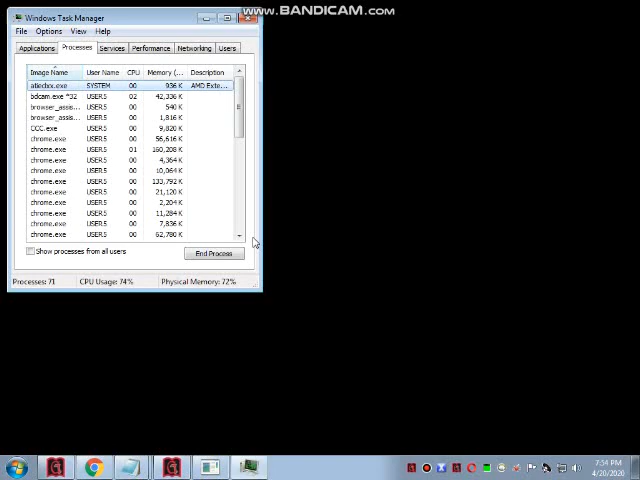 www.BANDICAM.com
Windows Task Manager
File Options View Help
Applications Processes Services Performance Networking Users
Image Name User Name CPU Memory (... Description
atiedxx.exe SYSTEM 00 936 K AMD Exte...
bdcam.exe *32 USER5 02 42,336 K
browser_assis... USER5 00 540 K
browser_assis... USER5 00 1,816 K
CCC.exe USER5 00 9,820 K
chrome.exe USER5 00 56,616 K
chrome.exe USER5 01 160,208 K
chrome.exe USER5 00 4,364 K
chrome.exe USER5 00 10,064 K
chrome.exe USER5 00 133,792 K
chrome.exe USER5 00 21,120 K
chrome.exe USER5 00 2,204 K
chrome.exe USER5 00 11,284 K
chrome.exe USER5 00 7,836 K
chrome.exe USER5 00 62,780 K
Show processes from all users
End Process
Processes: 71 CPU Usage: 74% Physical Memory: 72%
7:54 PM
4/20/2020